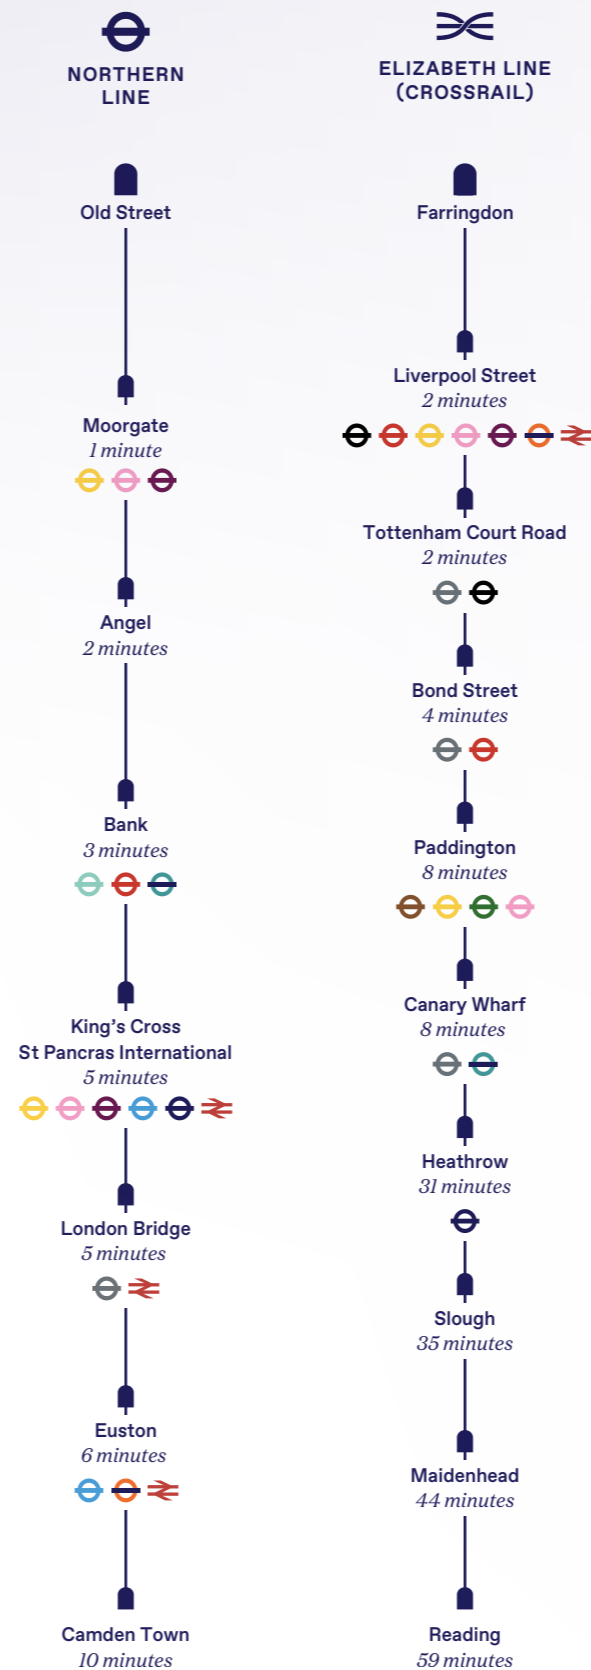 NORTHERN
LINE
Old Street
Moorgate
1 minute
Angel
2 minutes
Bank
3 minutes
King’s Cross
St Pancras International
5 minutes
London Bridge
5 minutes
Euston
6 minutes
Camden Town
10 minutes
ELIZABETH LINE
(CROSSRAIL)
Farringdon
Liverpool Street
2 minutes
Tottenham Court Road
2 minutes
Bond Street
4 minutes
Paddington
8 minutes
Canary Wharf
8 minutes
Heathrow
31 minutes
Slough
35 minutes
Maidenhead
44 minutes
Reading
59 minutes